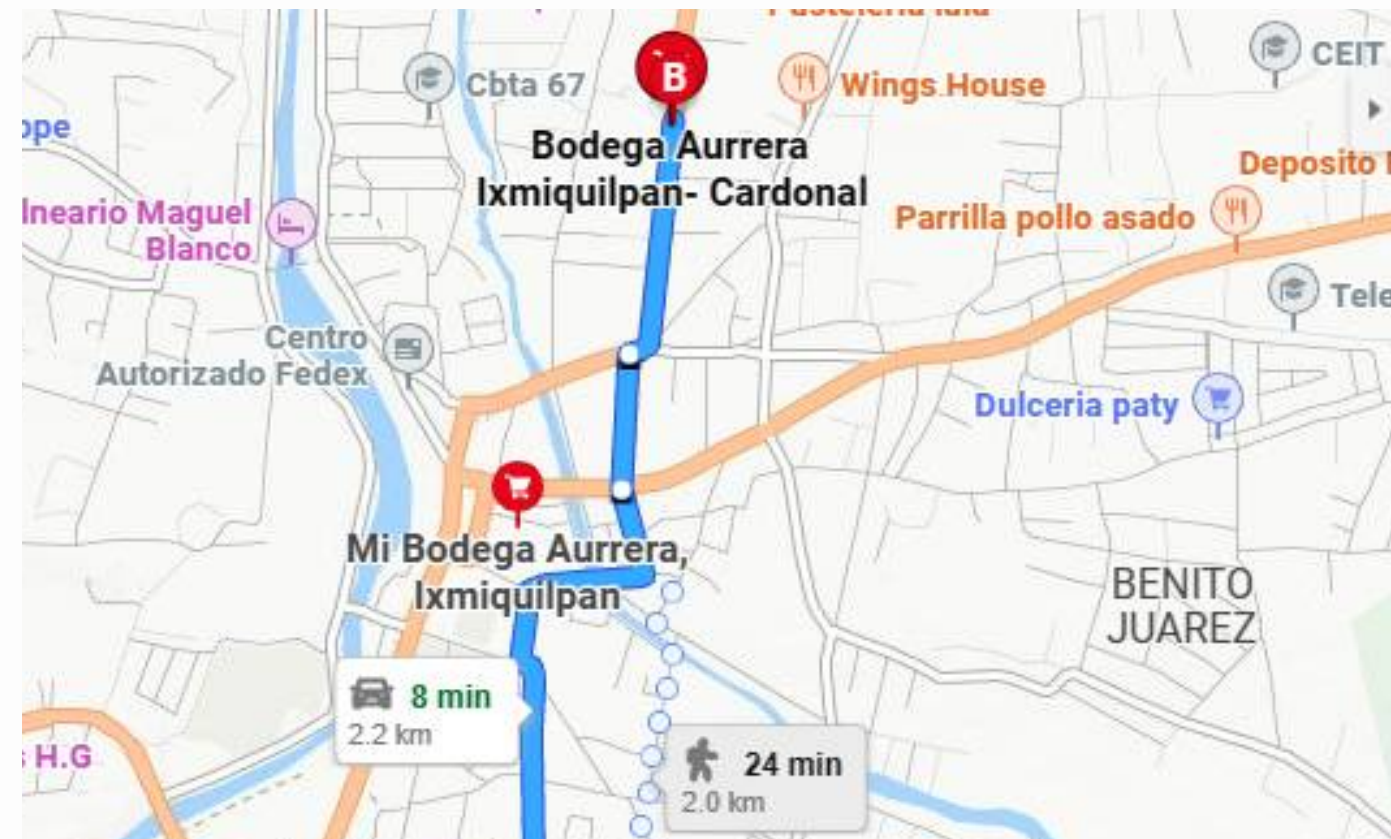 Cbta 67
B
Wings House
CEIT
Bodega Aurrera
Ixmiquilpan- Cardonal
Parrilla pollo asado
Deposito
Blanco
Centro
Autorizado Fedex
Tele
Dulceria paty
Mi Bodega Aurrera,
Ixmiquilpan
BENITO
JUAREZ
8 min
2.2 km
H.G
24 min
2.0 km